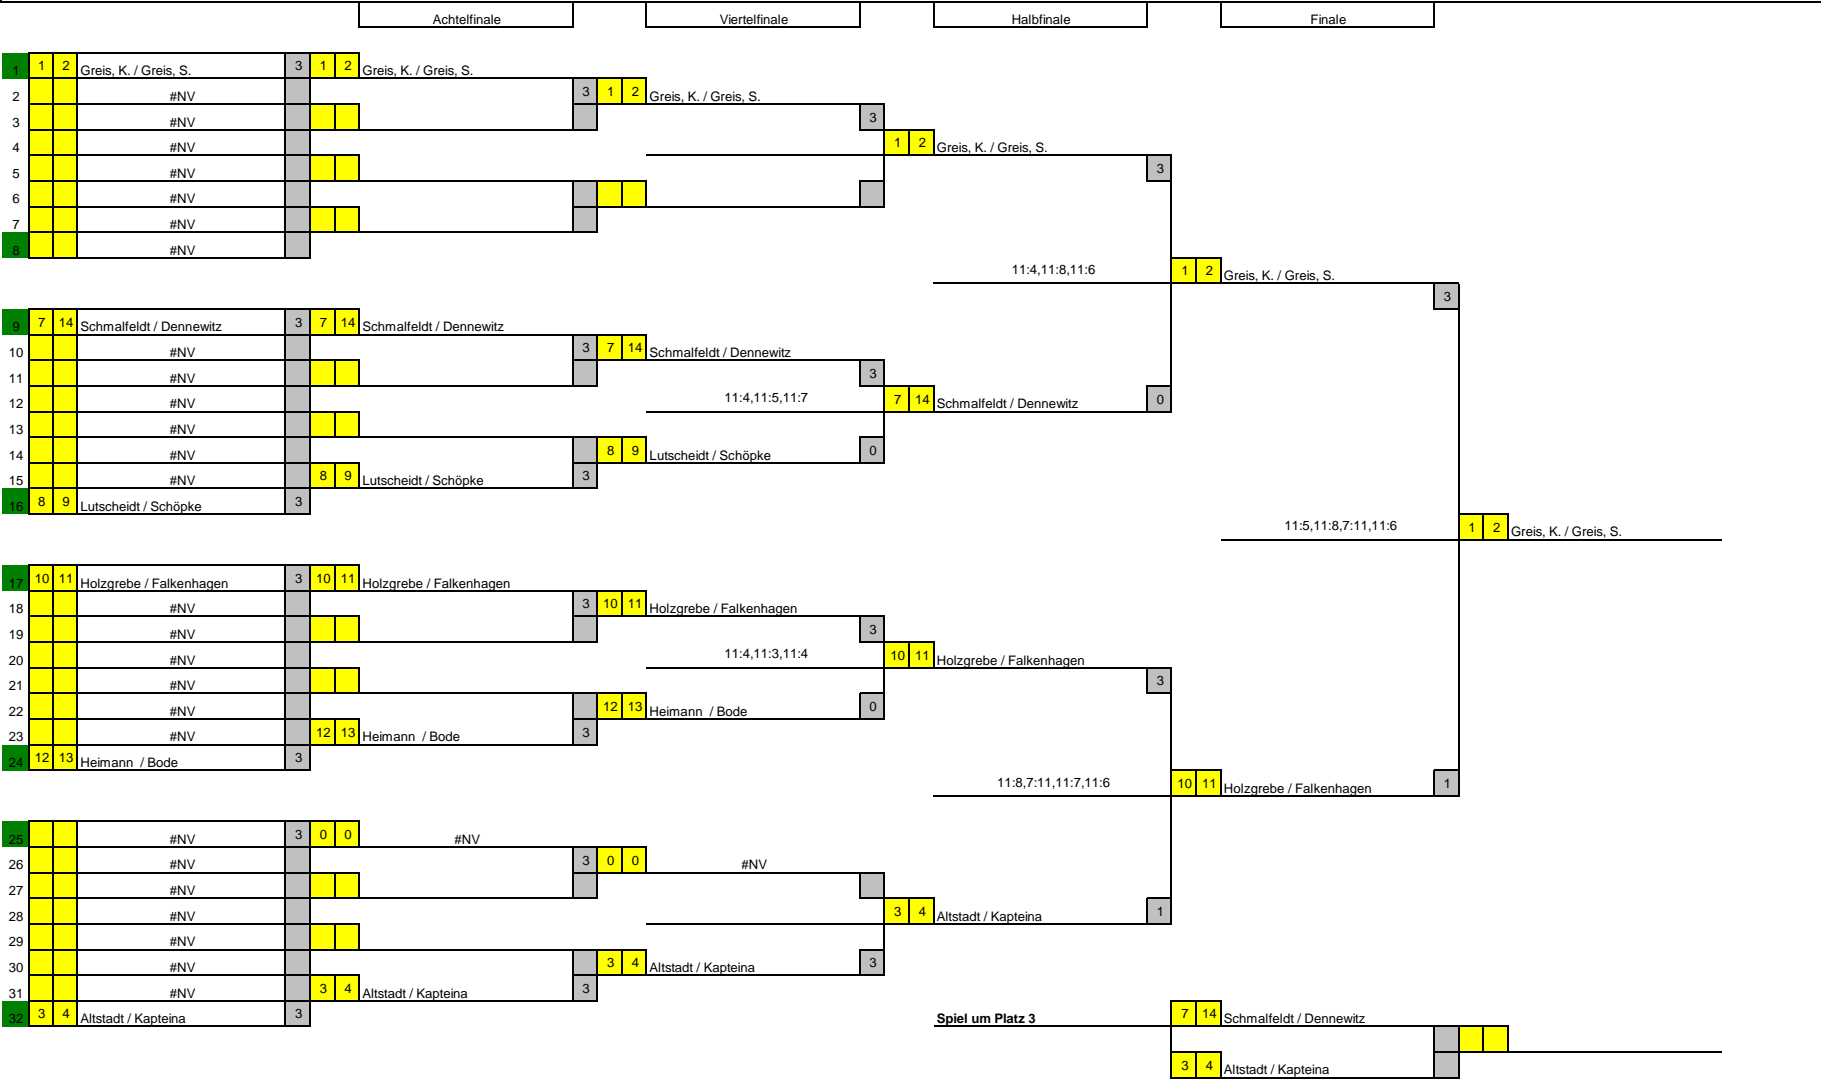 Achtelfinale Viertelfinale Halbfinale Finale
1 1 2 Greis, K. / Greis, S. 3 1 2 Greis, K. / Greis, S.
2 #NV 3 1 2 Greis, K. / Greis, S.
3 #NV 3
4 #NV 1 2 Greis, K. / Greis, S.
5 #NV 3
6 #NV
7 #NV
8 #NV
11:4,11:8,11:6 1 2 Greis, K. / Greis, S.
3
9 7 14 Schmalfeldt / Dennewitz 3 7 14 Schmalfeldt / Dennewitz
10 #NV 3 7 14 Schmalfeldt / Dennewitz
11 #NV 3
12 #NV 11:4,11:5,11:7 7 14 Schmalfeldt / Dennewitz 0
13 #NV
14 #NV 8 9 Lutscheidt / Schöpke 0
15 #NV 8 9 Lutscheidt / Schöpke 3
16 8 9 Lutscheidt / Schöpke 3
11:5,11:8,7:11,11:6 1 2 Greis, K. / Greis, S.
17 10 11 Holzgrebe / Falkenhagen 3 10 11 Holzgrebe / Falkenhagen
18 #NV 3 10 11 Holzgrebe / Falkenhagen
19 #NV 3
20 #NV 11:4,11:3,11:4 10 11 Holzgrebe / Falkenhagen
21 #NV 3
22 #NV 12 13 Heimann / Bode 0
23 #NV 12 13 Heimann / Bode 3
24 12 13 Heimann / Bode 3
11:8,7:11,11:7,11:6 10 11 Holzgrebe / Falkenhagen 1
25 #NV 3 0 0 #NV
26 #NV 3 0 0 #NV
27 #NV
28 #NV 3 4 Altstadt / Kapteina 1
29 #NV
30 #NV 3 4 Altstadt / Kapteina 3
31 #NV 3 4 Altstadt / Kapteina 3
32 3 4 Altstadt / Kapteina 3 Spiel um Platz 3 7 14 Schmalfeldt / Dennewitz
3 4 Altstadt / Kapteina